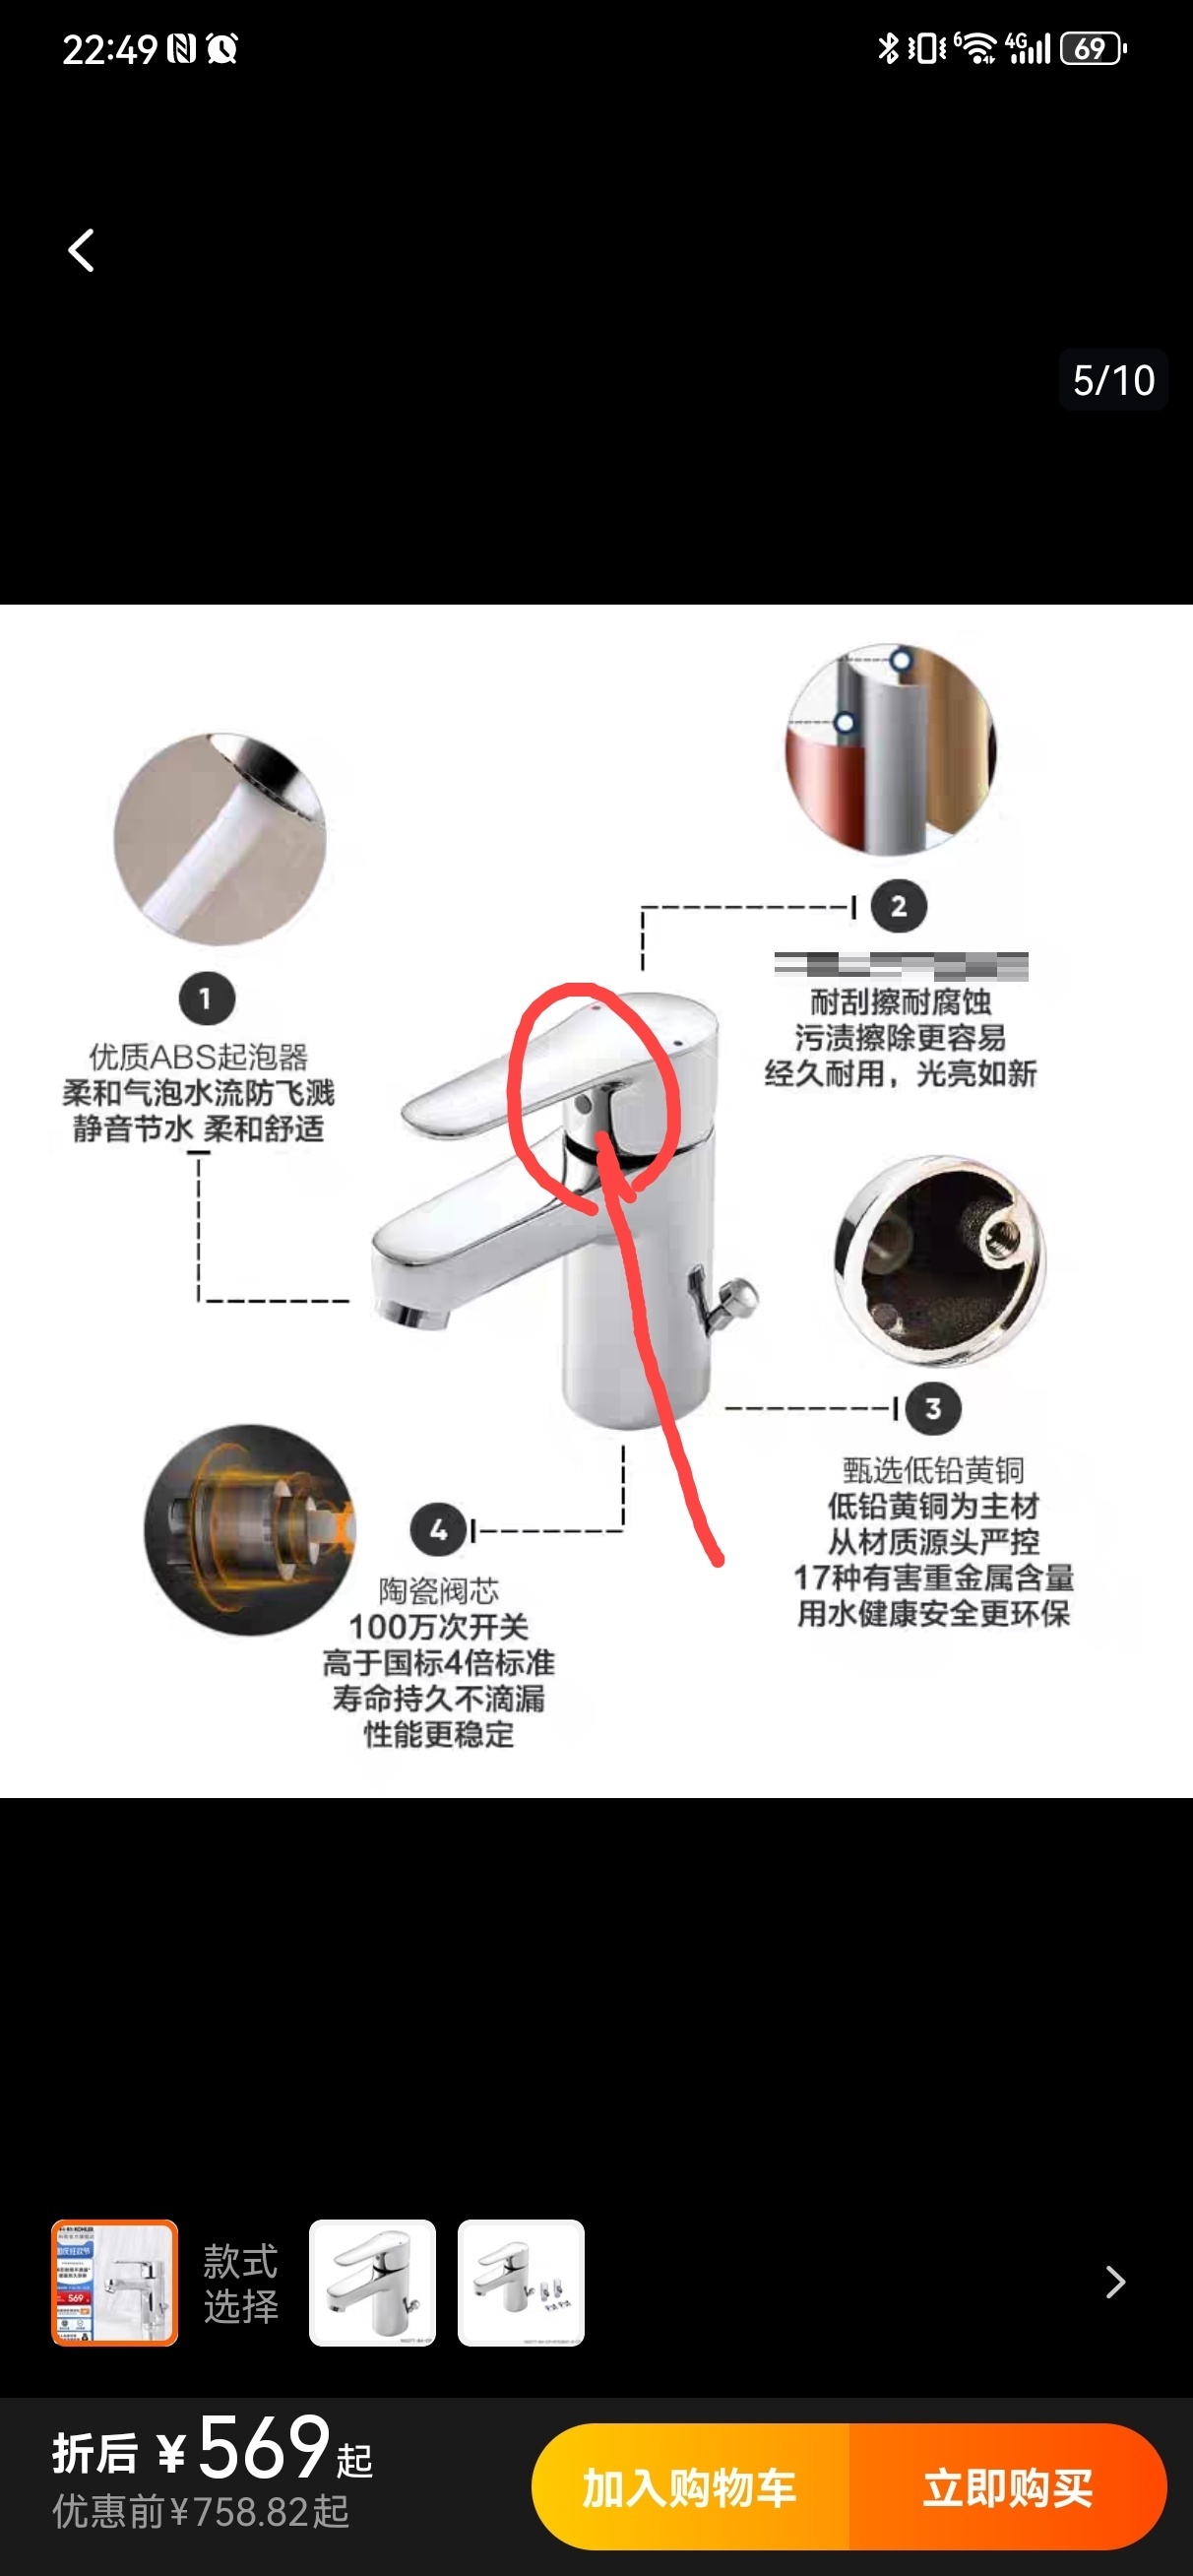 22:49
6
4G
69
5/10
1
优质ABS起泡器
柔和气泡水流防飞溅
静音节水 柔和舒适
2
耐刮擦耐腐蚀
污渍擦除更容易
经久耐用，光亮如新
3
甄选低铅黄铜
低铅黄铜为主材
从材质源头严控
17种有害重金属含量
用水健康安全更环保
4
陶瓷阀芯
100万次开关
高于国标4倍标准
寿命持久不滴漏
性能更稳定
569
款式
选择
折后 ¥569起
优惠前¥758.82起
加入购物车
立即购买